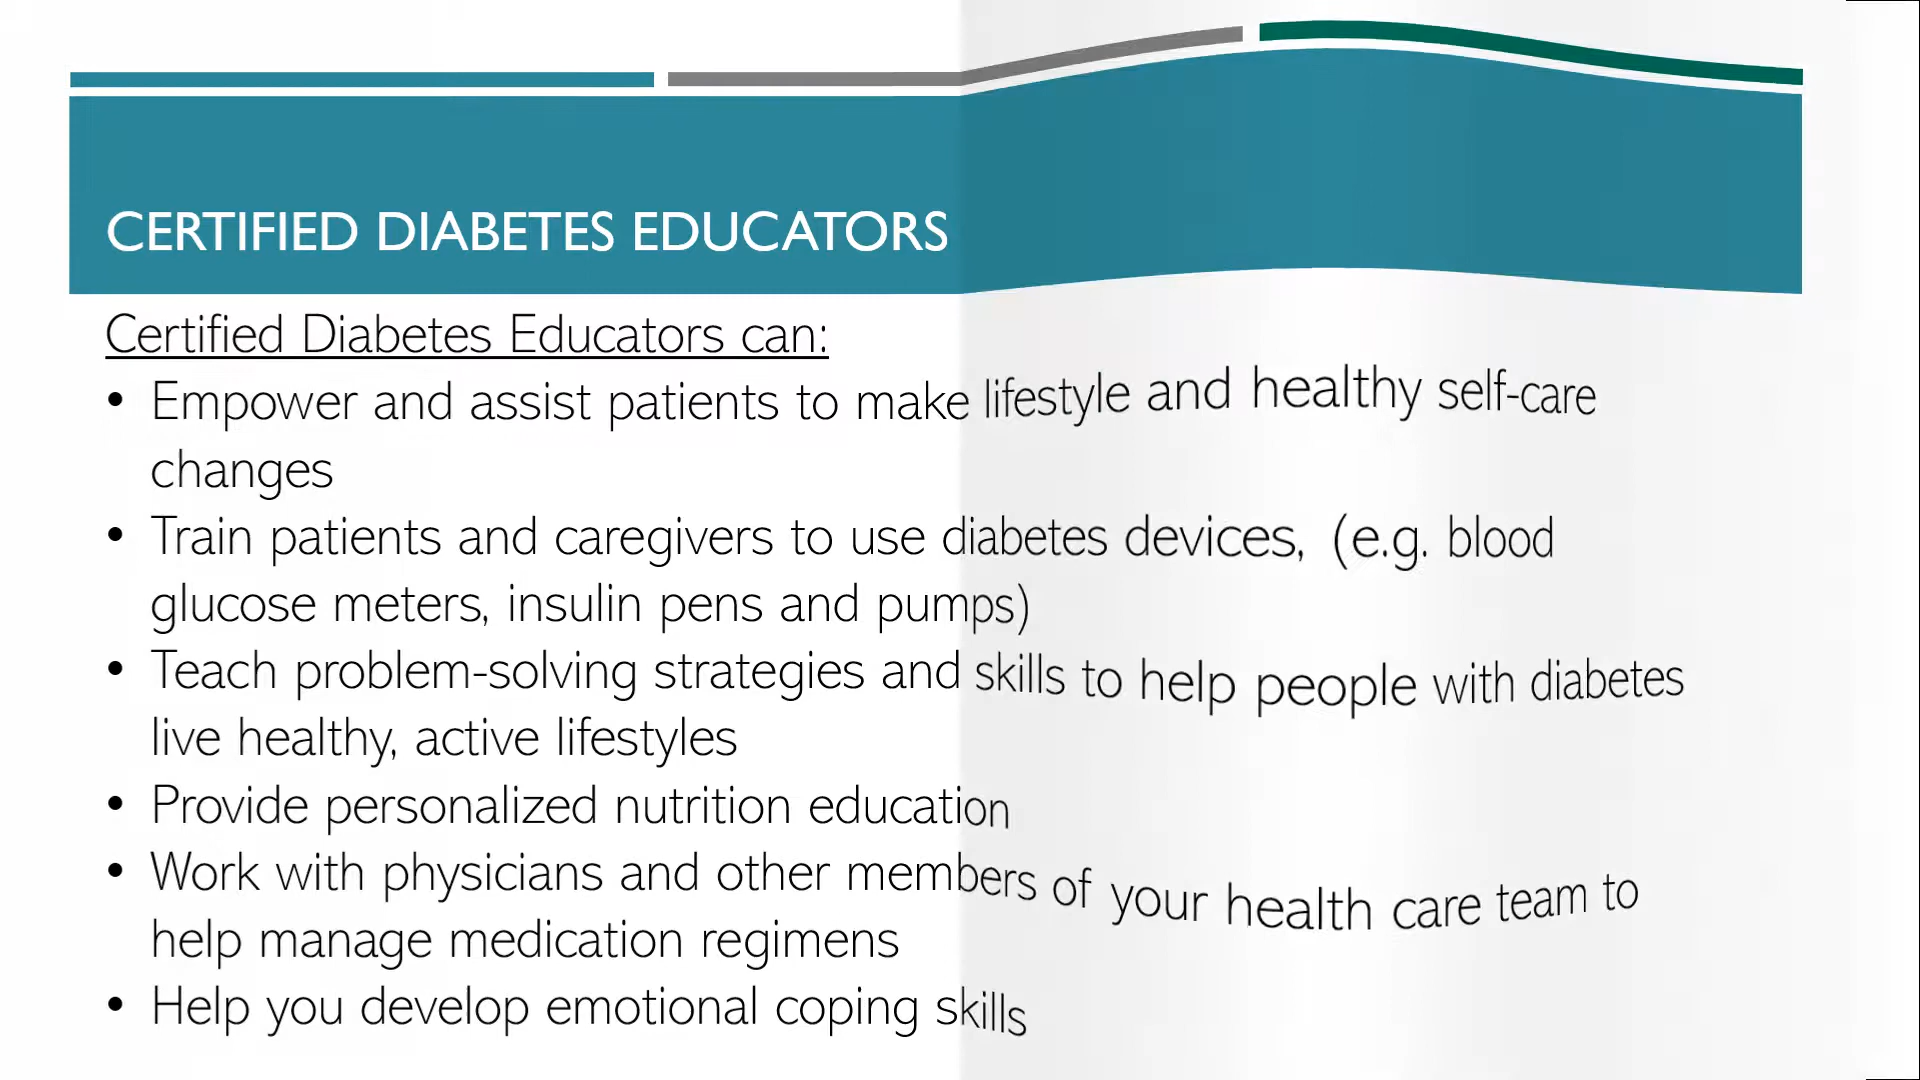 CERTIFIED DIABETES EDUCATORS
Certified Diabetes Educators can:
• Empower and assist patients to make lifestyle and healthy self-care
changes
• Train patients and caregivers to use diabetes devices, (e.g. blood
glucose meters, insulin pens and pumps)
• Teach problem-solving strategies and skills to help people with diabetes
live healthy, active lifestyles
• Provide personalized nutrition education
• Work with physicians and other members of your health care team to
help manage medication regimens
• Help you develop emotional coping skills